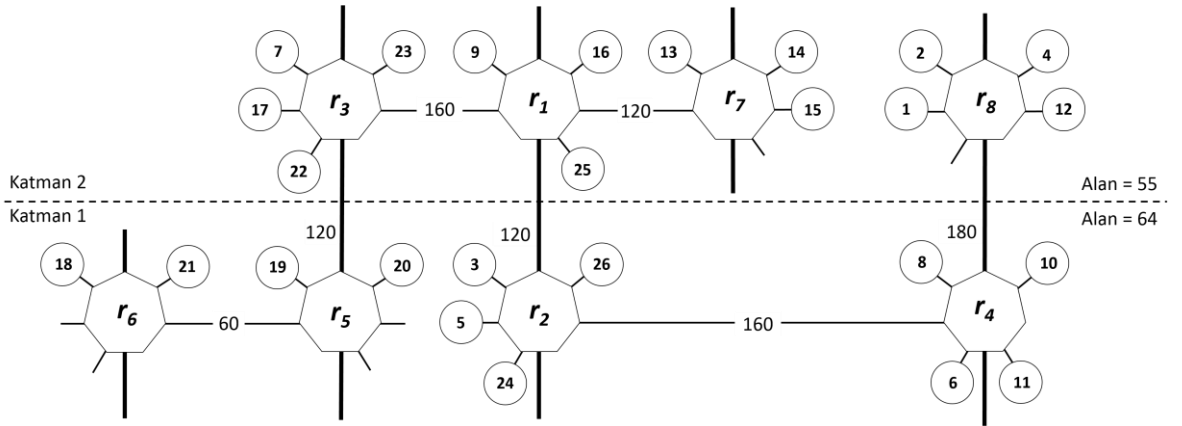 7 23 9 16 13 14 2 4
r3 r1 r7 r8
17 160 120 15 1 12
22 25
Katman 2 Alan = 55
Katman 1 Alan = 64
120 120 180
18 21 19 20 3 26 8 10
r6 r5 r2 r4
60 5 160
24 6 11